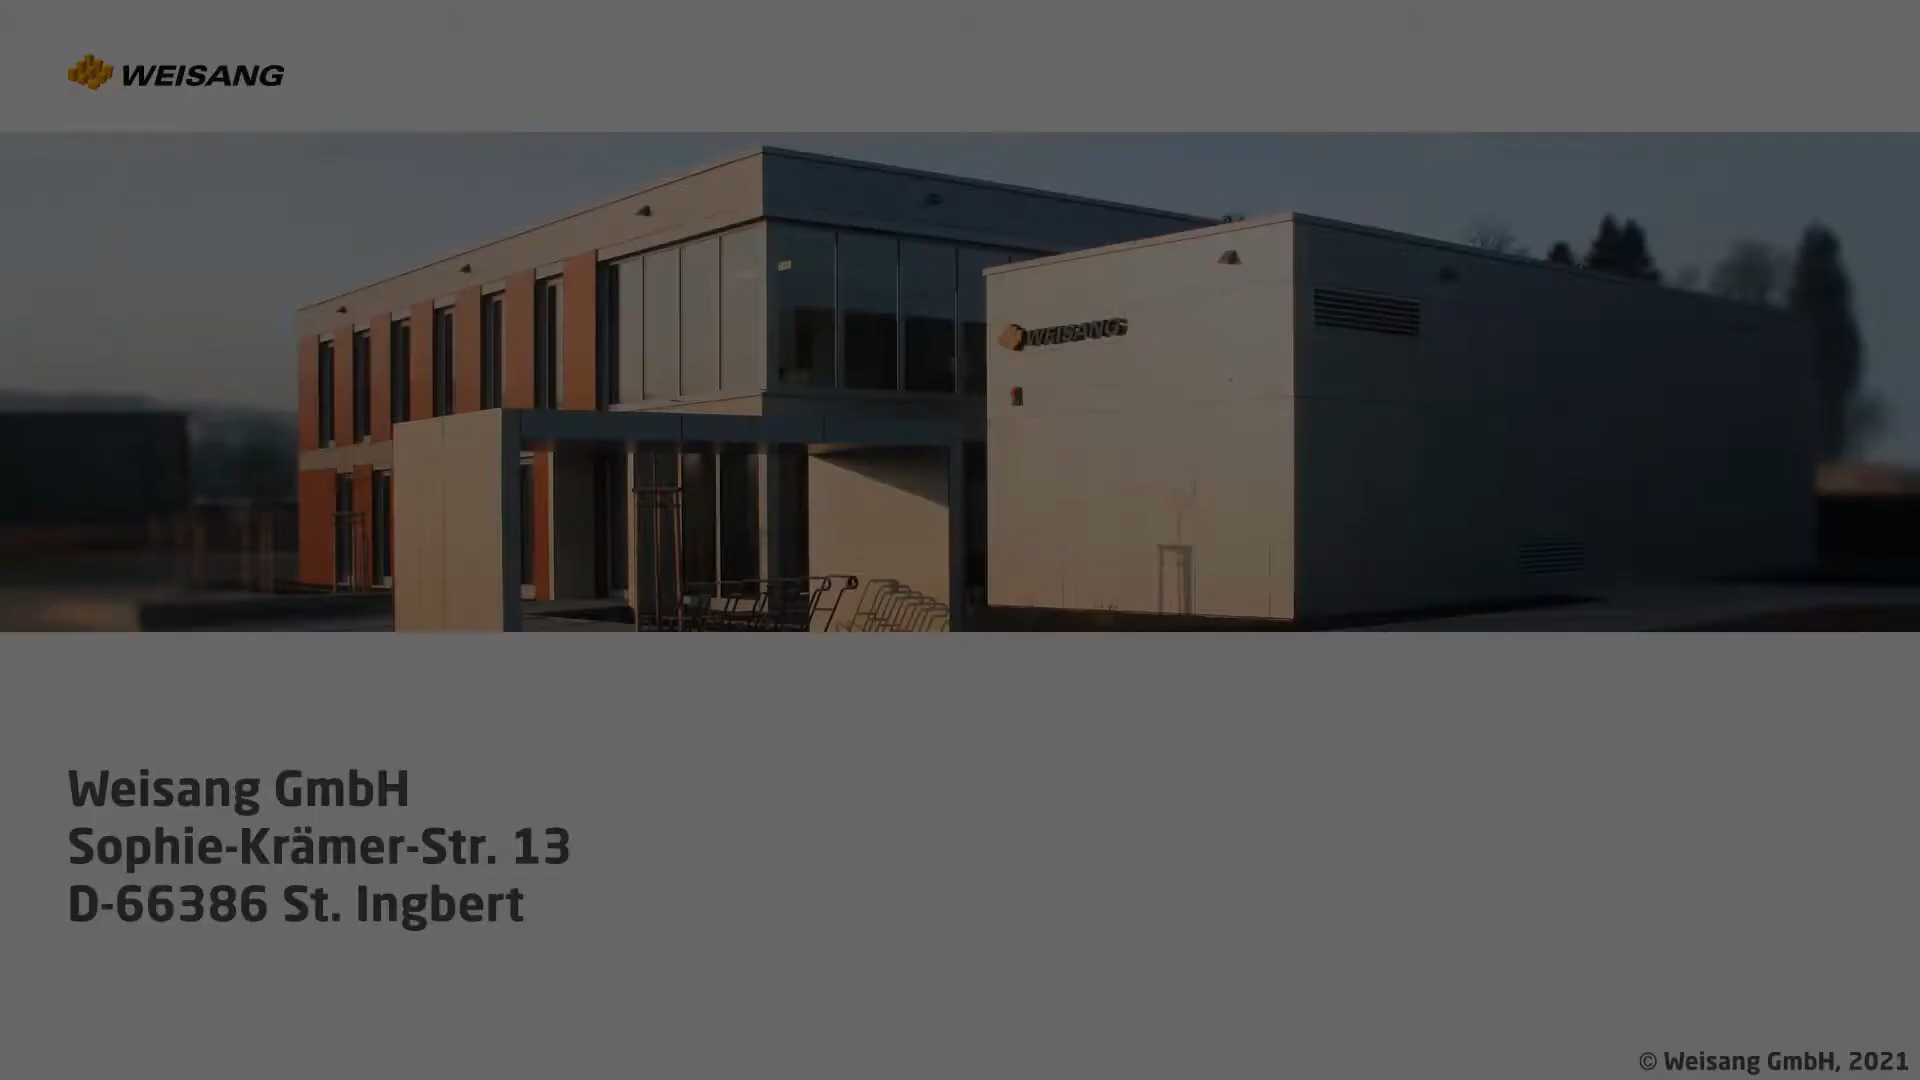 WEISANG
WEISANG
Weisang GmbH
Sophie-Krämer-Str. 13
D-66386 St. Ingbert
© Weisang GmbH, 2021